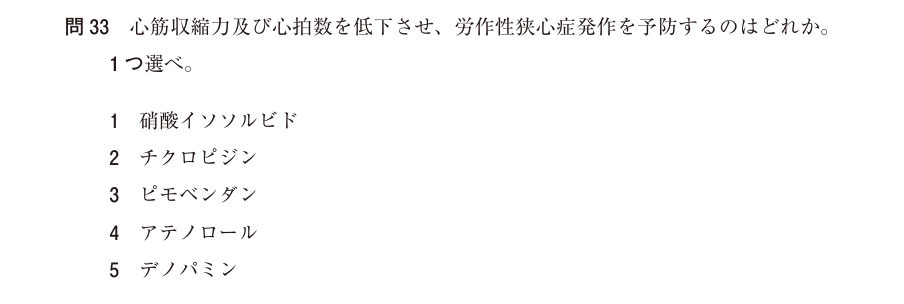 問 33　心筋収縮力及び心拍数を低下させ、労作性狭心症発作を予防するのはどれか。
1 つ選べ。
1　硝酸イソソルビド
2　チクロピジン
3　ピモベンダン
4　アテノロール
5　デノパミン